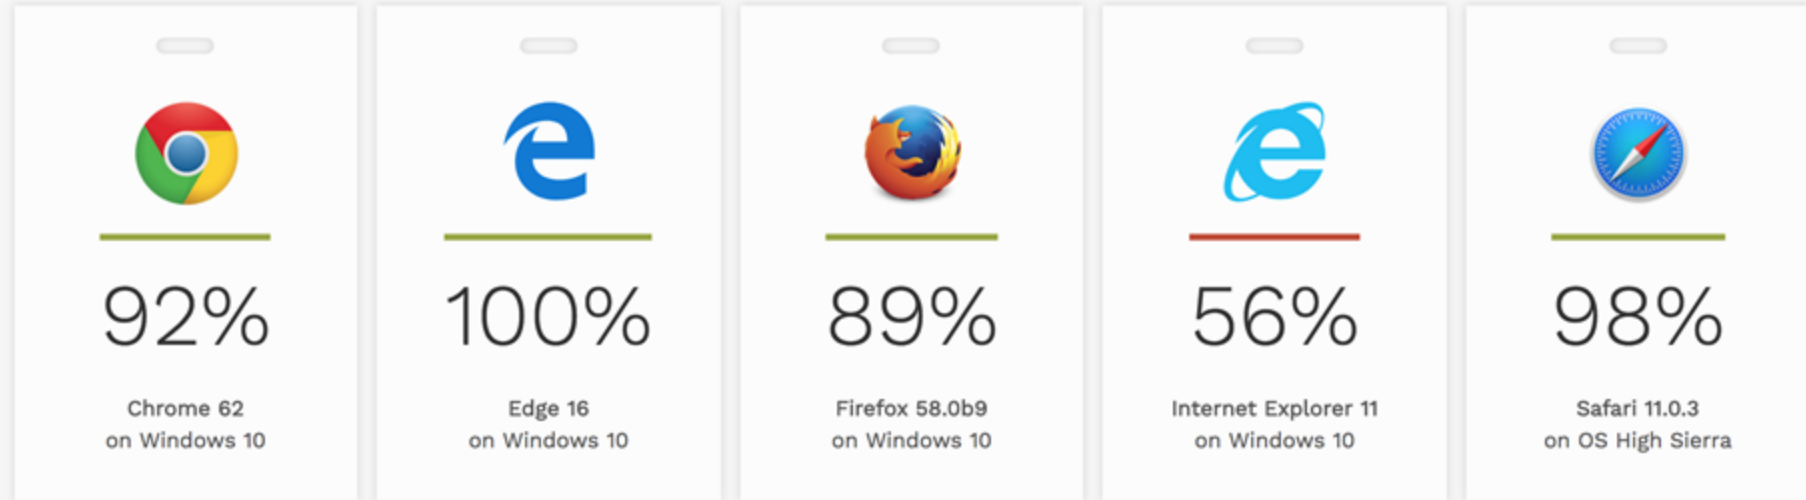 92%
Chrome 62
on Windows 10
100%
Edge 16
on Windows 10
89%
Firefox 58.0b9
on Windows 10
56%
Internet Explorer 11
on Windows 10
98%
Safari 11.0.3
on OS High Sierra